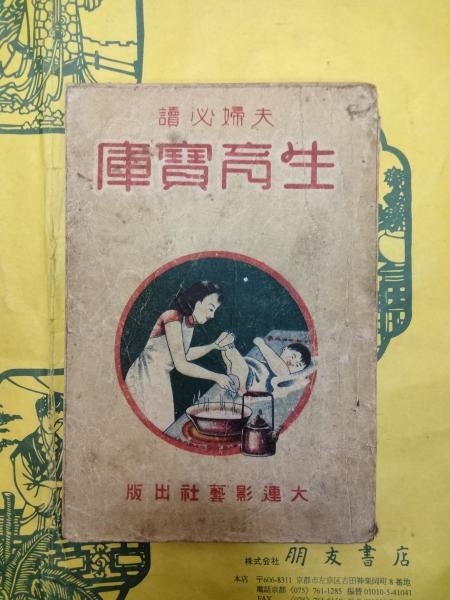 夫婦必讀
生育寶庫
大連影藝社出版
株式会社 朋友書店
本店 〒606-8311 京都市左京区吉田神楽岡町8番地
電話京都 (075) 761-1285 振替 01010-5-41041
FAX